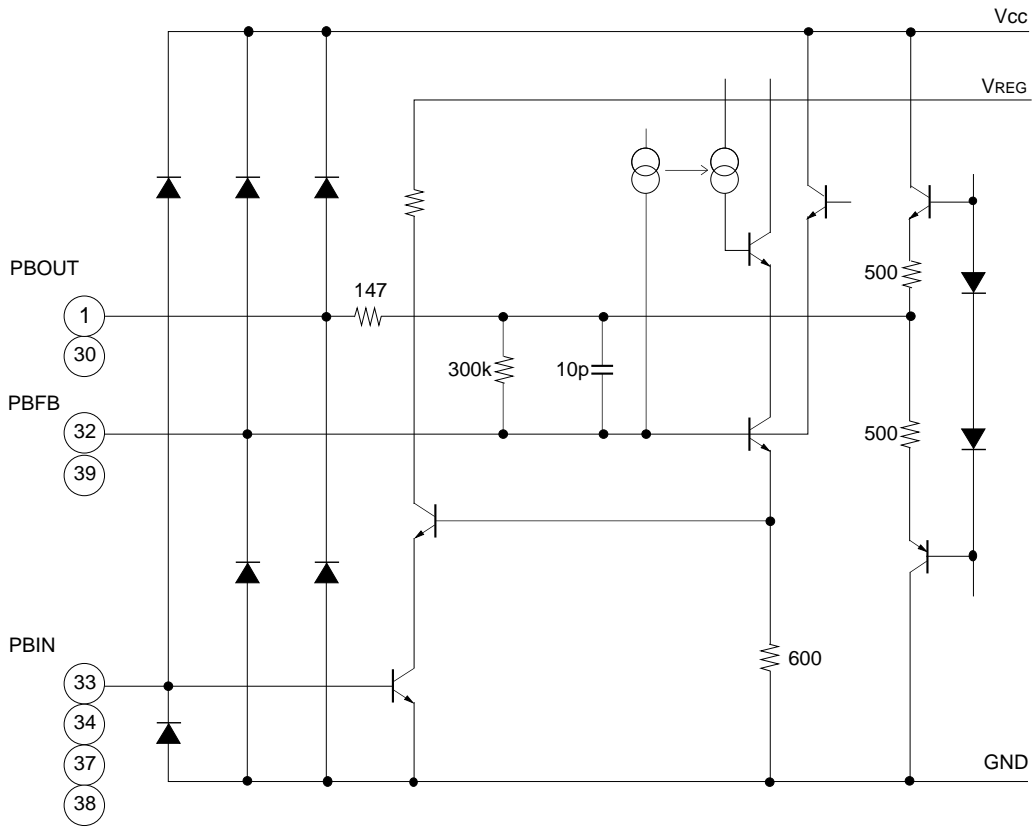 Vcc
VREG
PBOUT
1
30
147
300k
10p
500
PBFB
32
39
500
PBIN
33
34
37
38
600
GND